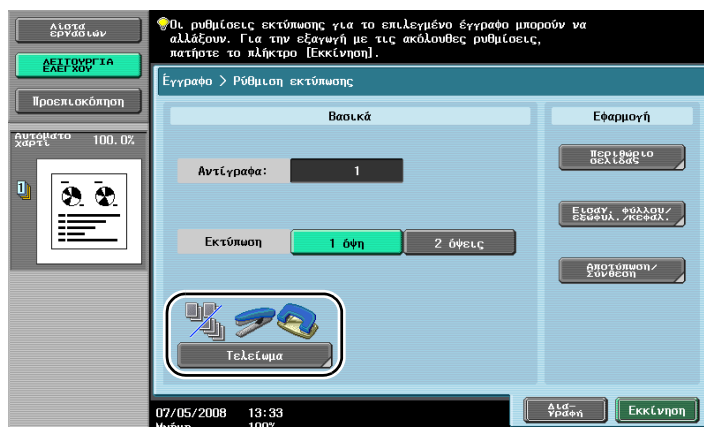 Λίστα
εργασιών
ΛΕΙΤΟΥΡΓΙΑ
ΕΛΕΓΧΟΥ
Προεπισκόπηση
Αυτόματο
χαρτί
100.0%
1
Οι ρυθμίσεις εκτύπωσης για το επιλεγμένο έγγραφο μπορούν να
αλλάξουν. Για την εξαγωγή με τις ακόλουθες ρυθμίσεις,
πατήστε το πλήκτρο [Εκκίνηση].
Έγγραφο > Ρύθμιση εκτύπωσης
Βασικά
Αντίγραφα: 1
Εκτύπωση 1 όψη 2 όψεις
Τελείωμα
Εφαρμογή
Περιθώριο
σελίδας
Εισαγ. φύλλου/
εξωφυλ./κεφαλ.
Αποτύπωση/
Σύνθεση
07/05/2008 13:33
Μνήμη 100%
Δια-
γραφή
Εκκίνηση